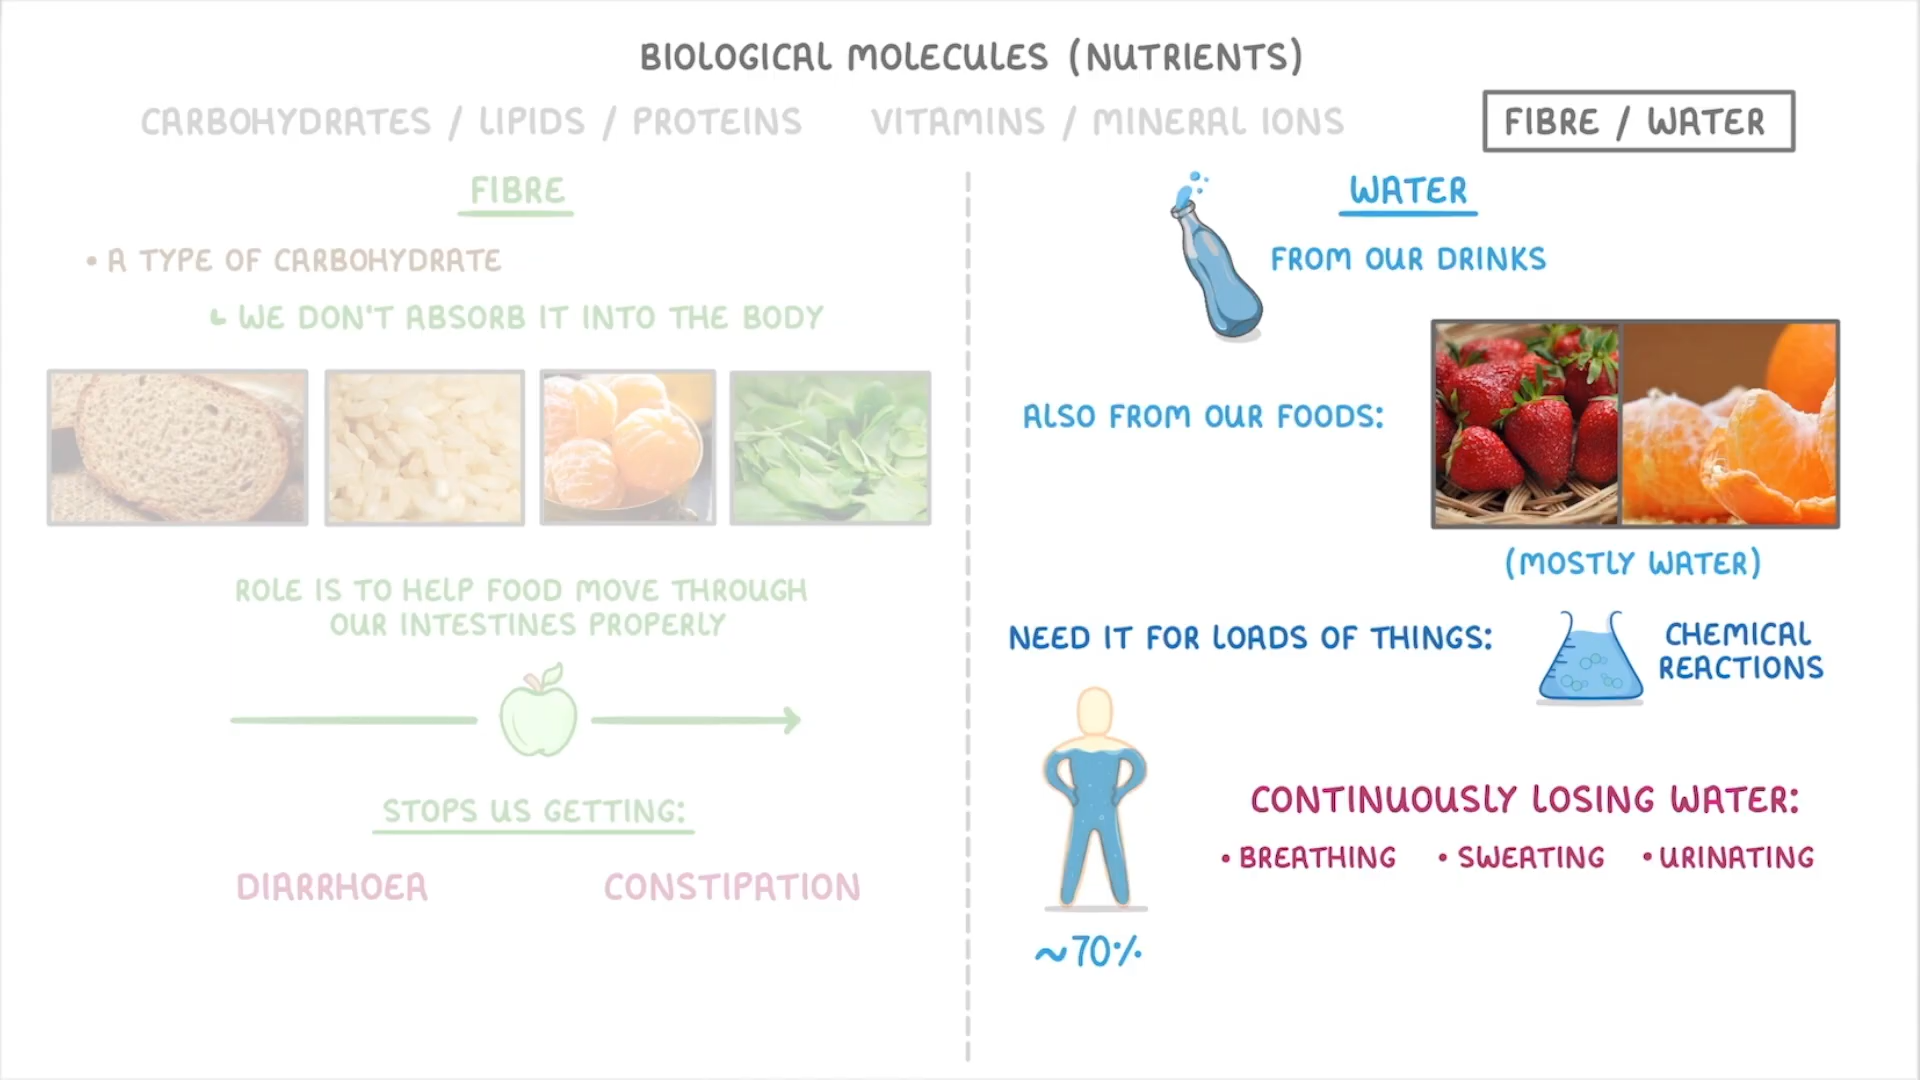 BIOLOGICAL MOLECULES (NUTRIENTS)
CARBOHYDRATES / LIPIDS / PROTEINS
VITAMINS / MINERAL IONS
FIBRE / WATER
FIBRE
• A TYPE OF CARBOHYDRATE
WE DON'T ABSORB IT INTO THE BODY
ROLE IS TO HELP FOOD MOVE THROUGH
OUR INTESTINES PROPERLY
STOPS US GETTING:
DIARRHOEA
CONSTIPATION
WATER
FROM OUR DRINKS
ALSO FROM OUR FOODS:
(MOSTLY WATER)
NEED IT FOR LOADS OF THINGS:
CHEMICAL
REACTIONS
CONTINUOUSLY LOSING WATER:
• BREATHING • SWEATING • URINATING
~70%